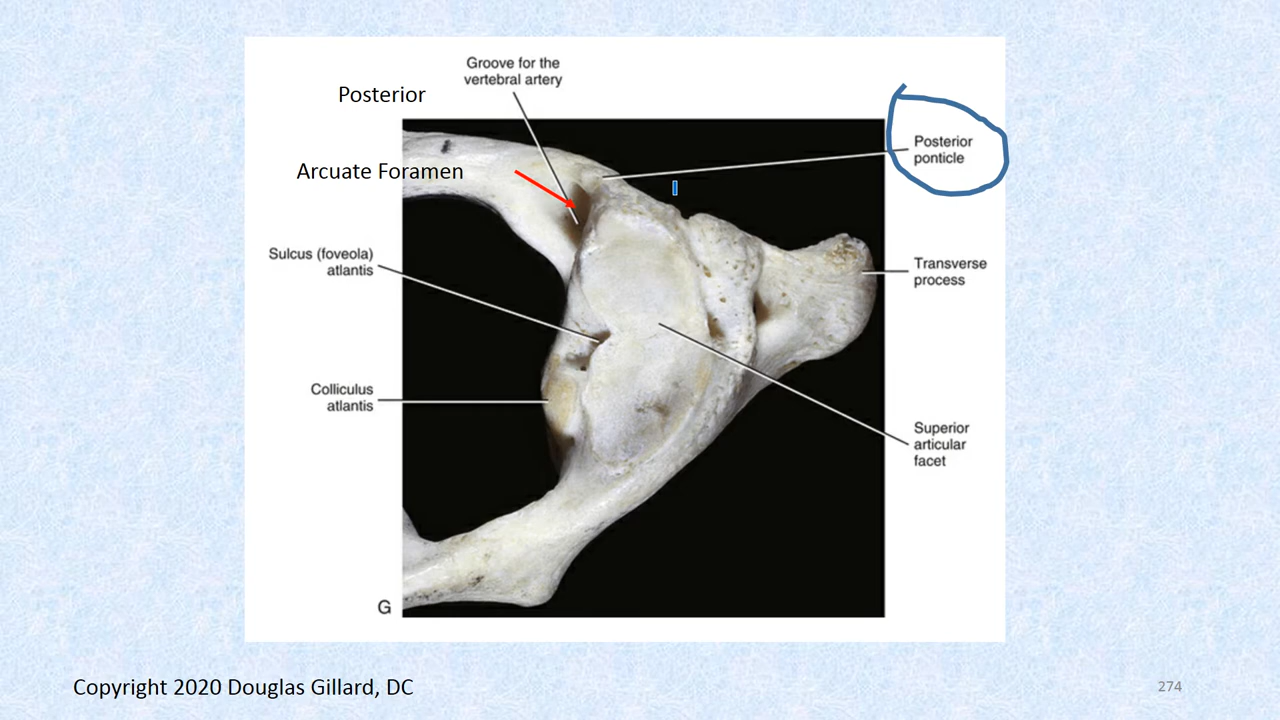 Groove for the
vertebral artery
Posterior
Posterior
ponticle
Arcuate Foramen
Sulcus (foveola)
atlantis
Transverse
process
Colliculus
atlantis
Superior
articular
facet
G
Copyright 2020 Douglas Gillard, DC
274